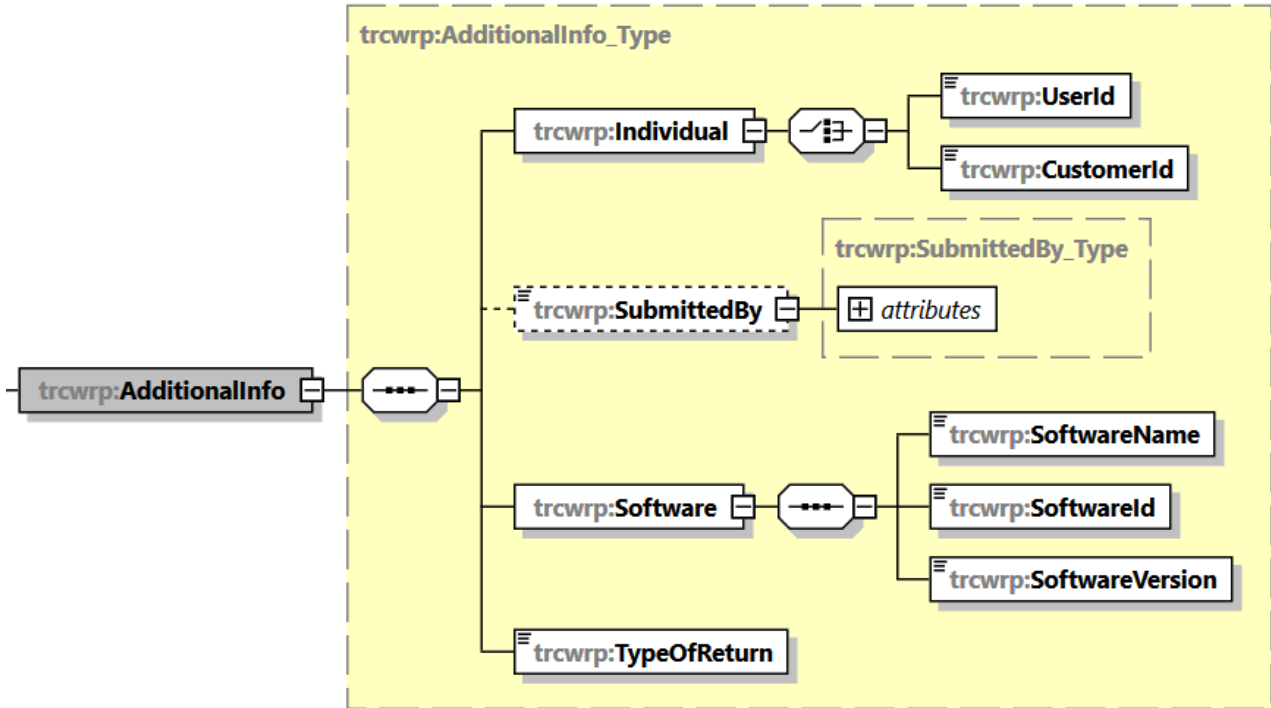 trcwrp:AdditionalInfo_Type
trcwrp:UserId
trcwrp:Individual
trcwrp:CustomerId
trcwrp:SubmittedBy_Type
trcwrp:SubmittedBy
attributes
trcwrp:AdditionalInfo
trcwrp:SoftwareName
trcwrp:Software
trcwrp:SoftwareId
trcwrp:SoftwareVersion
trcwrp:TypeOfReturn